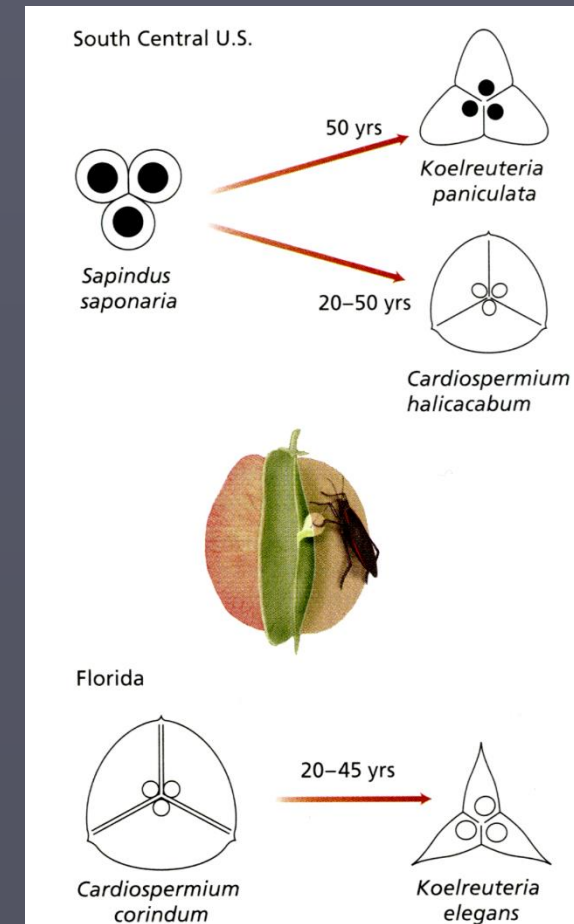 South Central U.S.
50 yrs
Koelreuteria
paniculata
Sapindus
saponaria
20–50 yrs
Cardiospermium
halicacabum
Florida
20–45 yrs
Cardiospermium
corindum
Koelreuteria
elegans